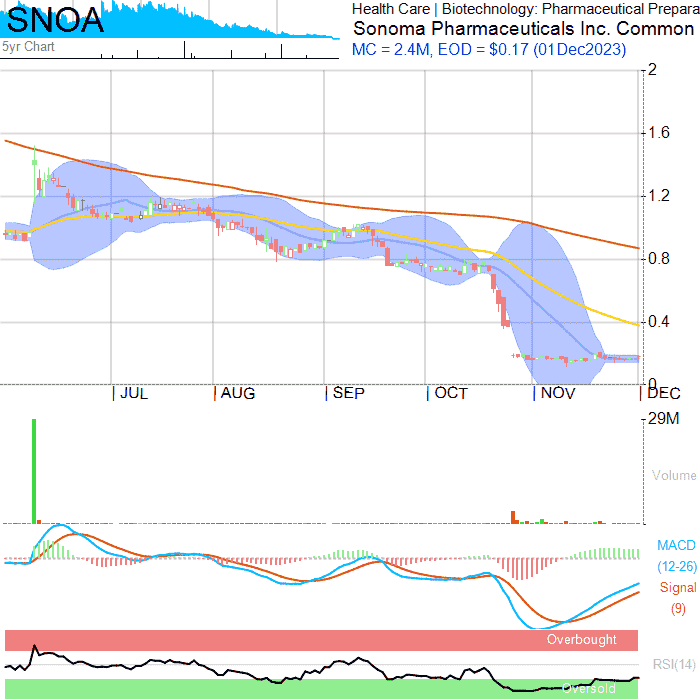 SNOA
Health Care | Biotechnology: Pharmaceutical Prepara
Sonoma Pharmaceuticals Inc. Common
MC = 2.4M, EOD = $0.17 (01Dec2023)
5yr Chart
2
1.6
1.2
0.8
0.4
0
JUL AUG SEP OCT NOV DEC
29M
Volume
MACD
(12-26)
Signal
(9)
Overbought
RSI(14)
Oversold